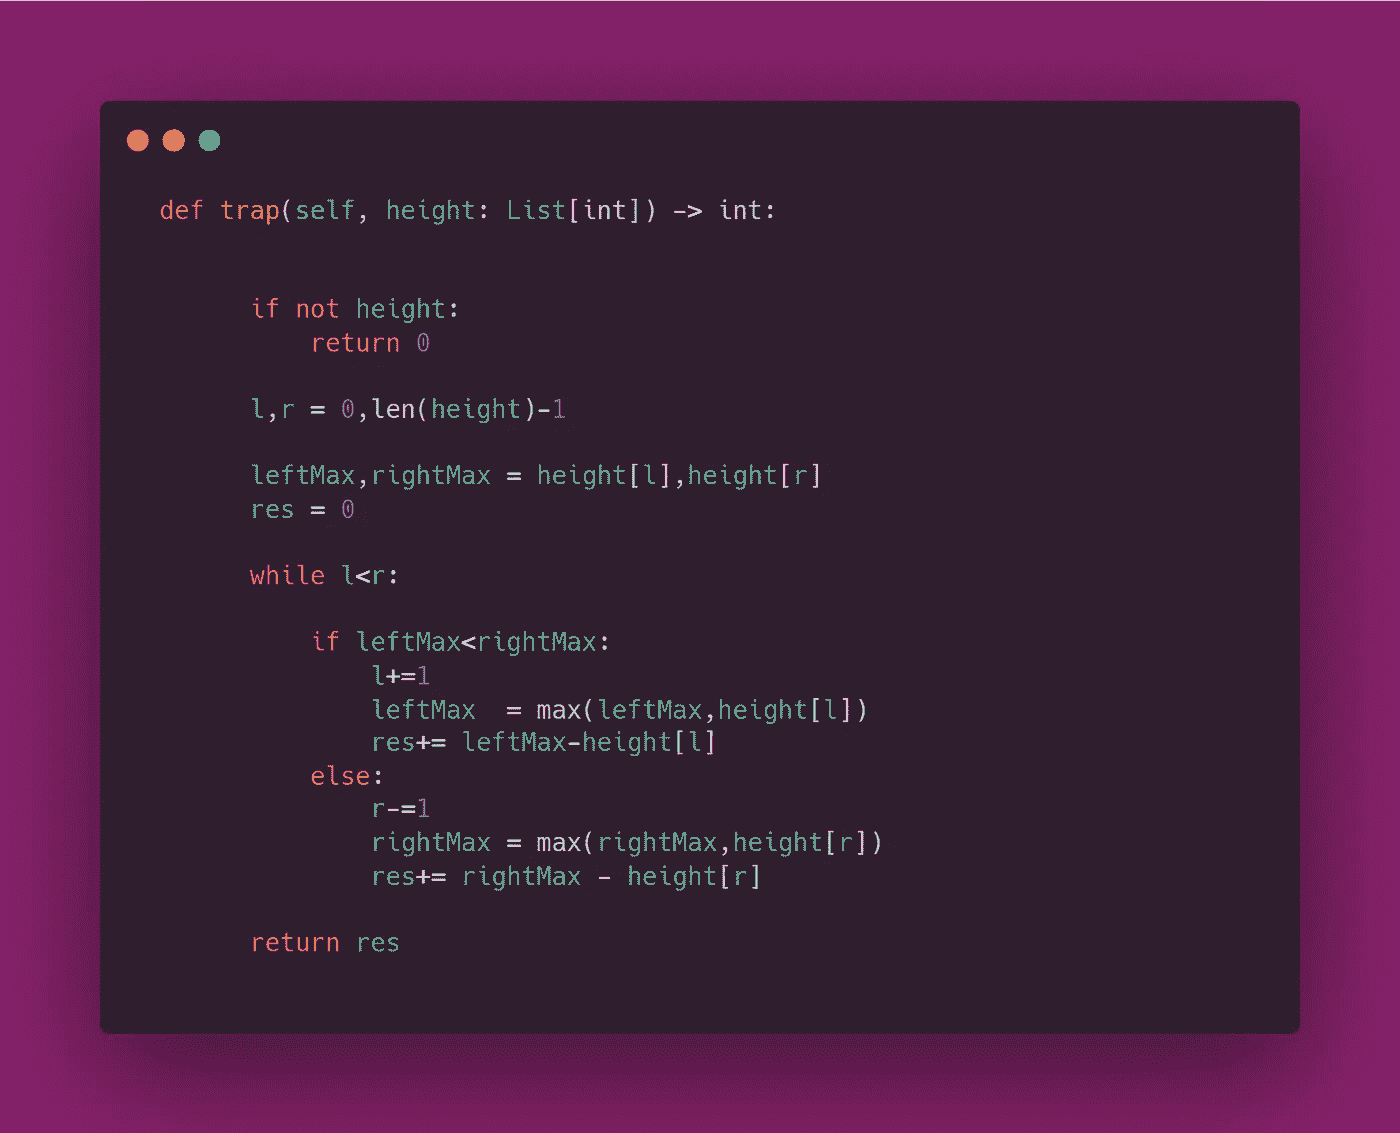 def trap(self, height: List[int]) -> int:
if not height:
return 0
l,r = 0,len(height)-1
leftMax,rightMax = height[l],height[r]
res = 0
while l<r:
if leftMax<rightMax:
l+=1
leftMax  = max(leftMax,height[l])
res+= leftMax-height[l]
else:
r-=1
rightMax = max(rightMax,height[r])
res+= rightMax - height[r]
return res